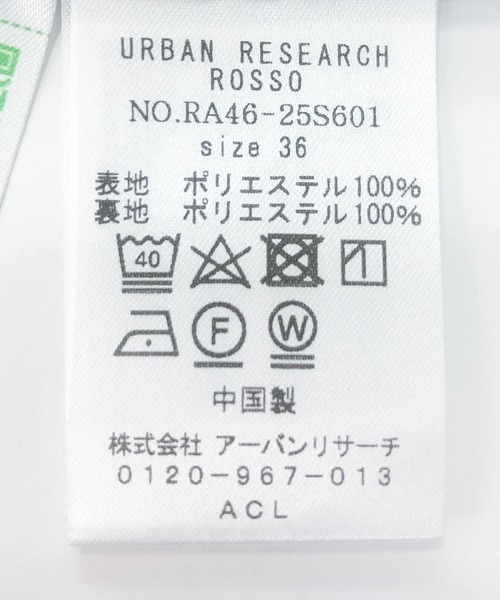 URBAN RESEARCH
ROSSO
NO.RA46-25S601
size 36
表地 ポリエステル100%
裏地 ポリエステル100%
40
F W
中国製
株式会社 アーバンリサーチ
0120-967-013
ACL